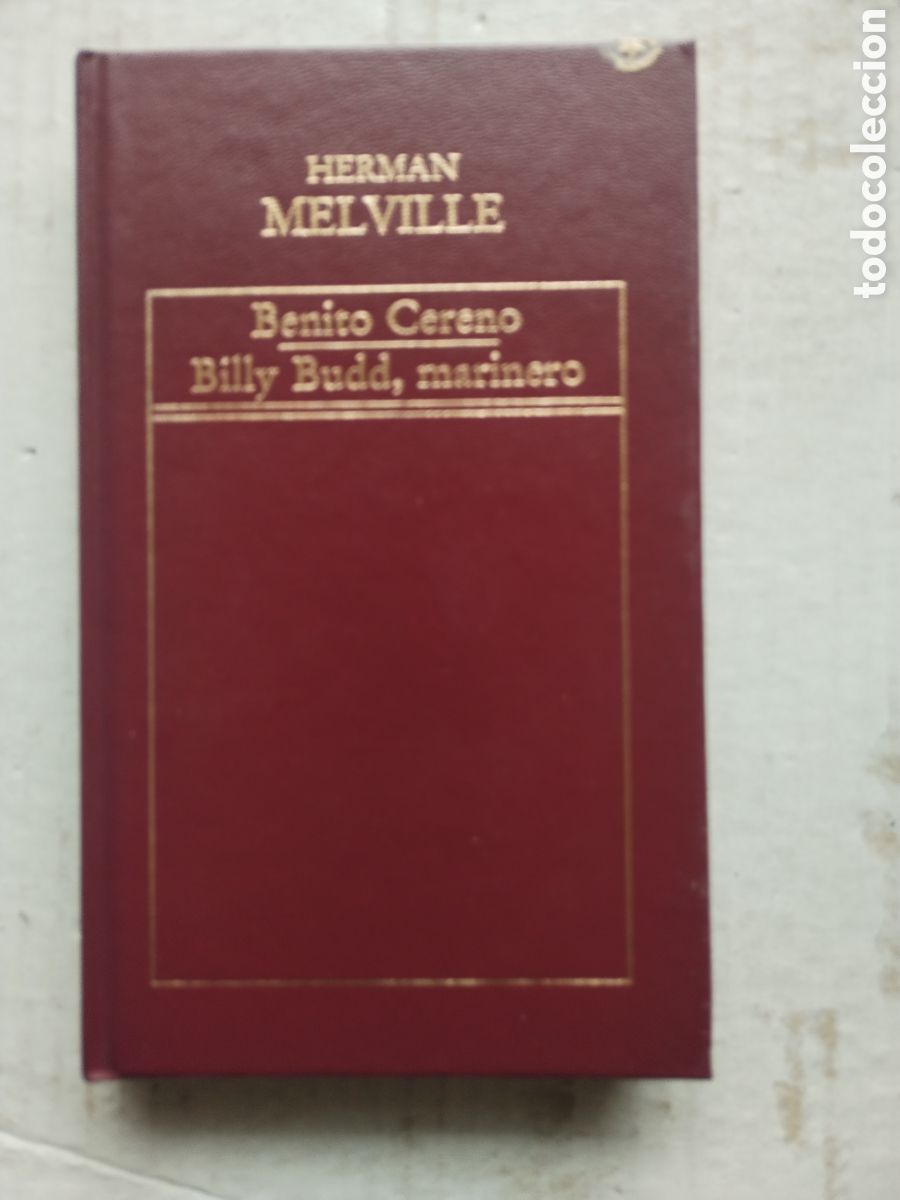 HERMAN
MELVILLE
Benito Cereno
Billy Budd, marinero
todocoleccion